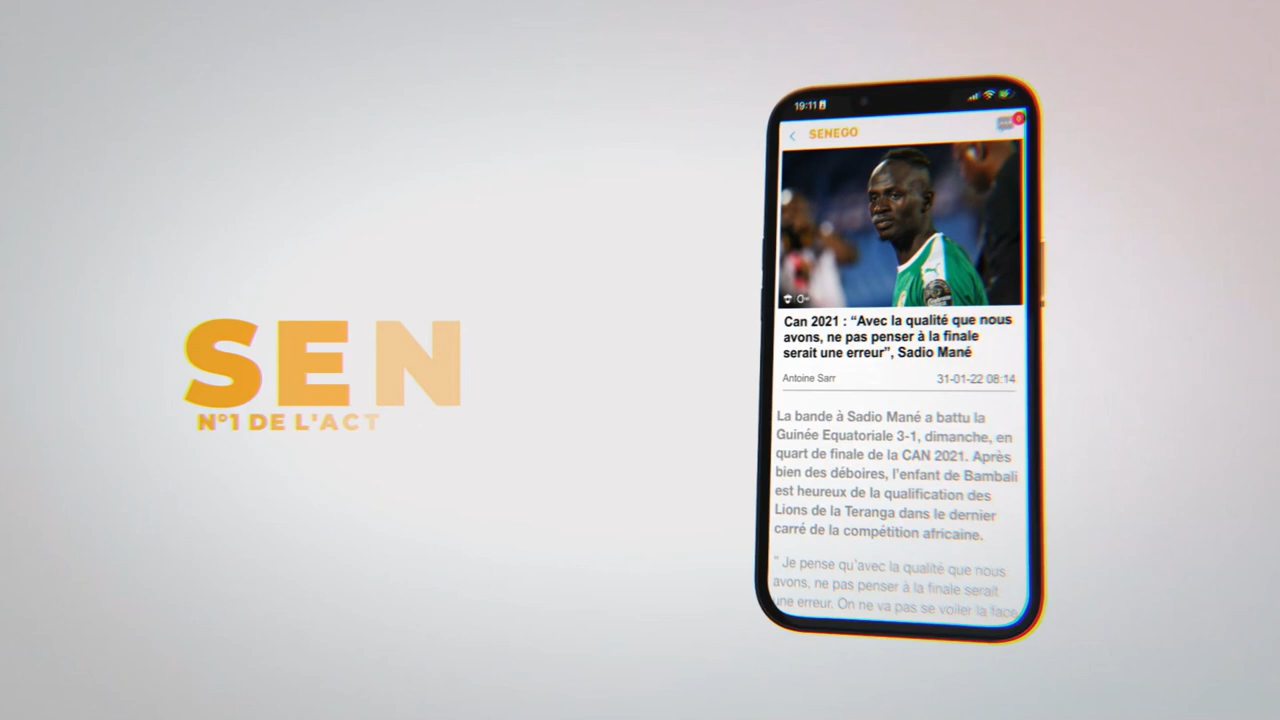 SEN
N°1 DE L'ACT
19:11
SENEGO
Can 2021 : “Avec la qualité que nous
avons, ne pas penser à la finale
serait une erreur”, Sadio Mané
Antoine Sarr
31-01-22 08:14
La bande à Sadio Mané a battu la
Guinée Equatoriale 3-1, dimanche, en
quart de finale de la CAN 2021. Après
bien des déboires, l'enfant de Bambali
est heureux de la qualification des
Lions de la Teranga dans le dernier
carré de la compétition africaine.
" Je pense qu'avec la qualité que nous
avons, ne pas penser à la finale serait
une erreur. On ne va pas se voiler la face